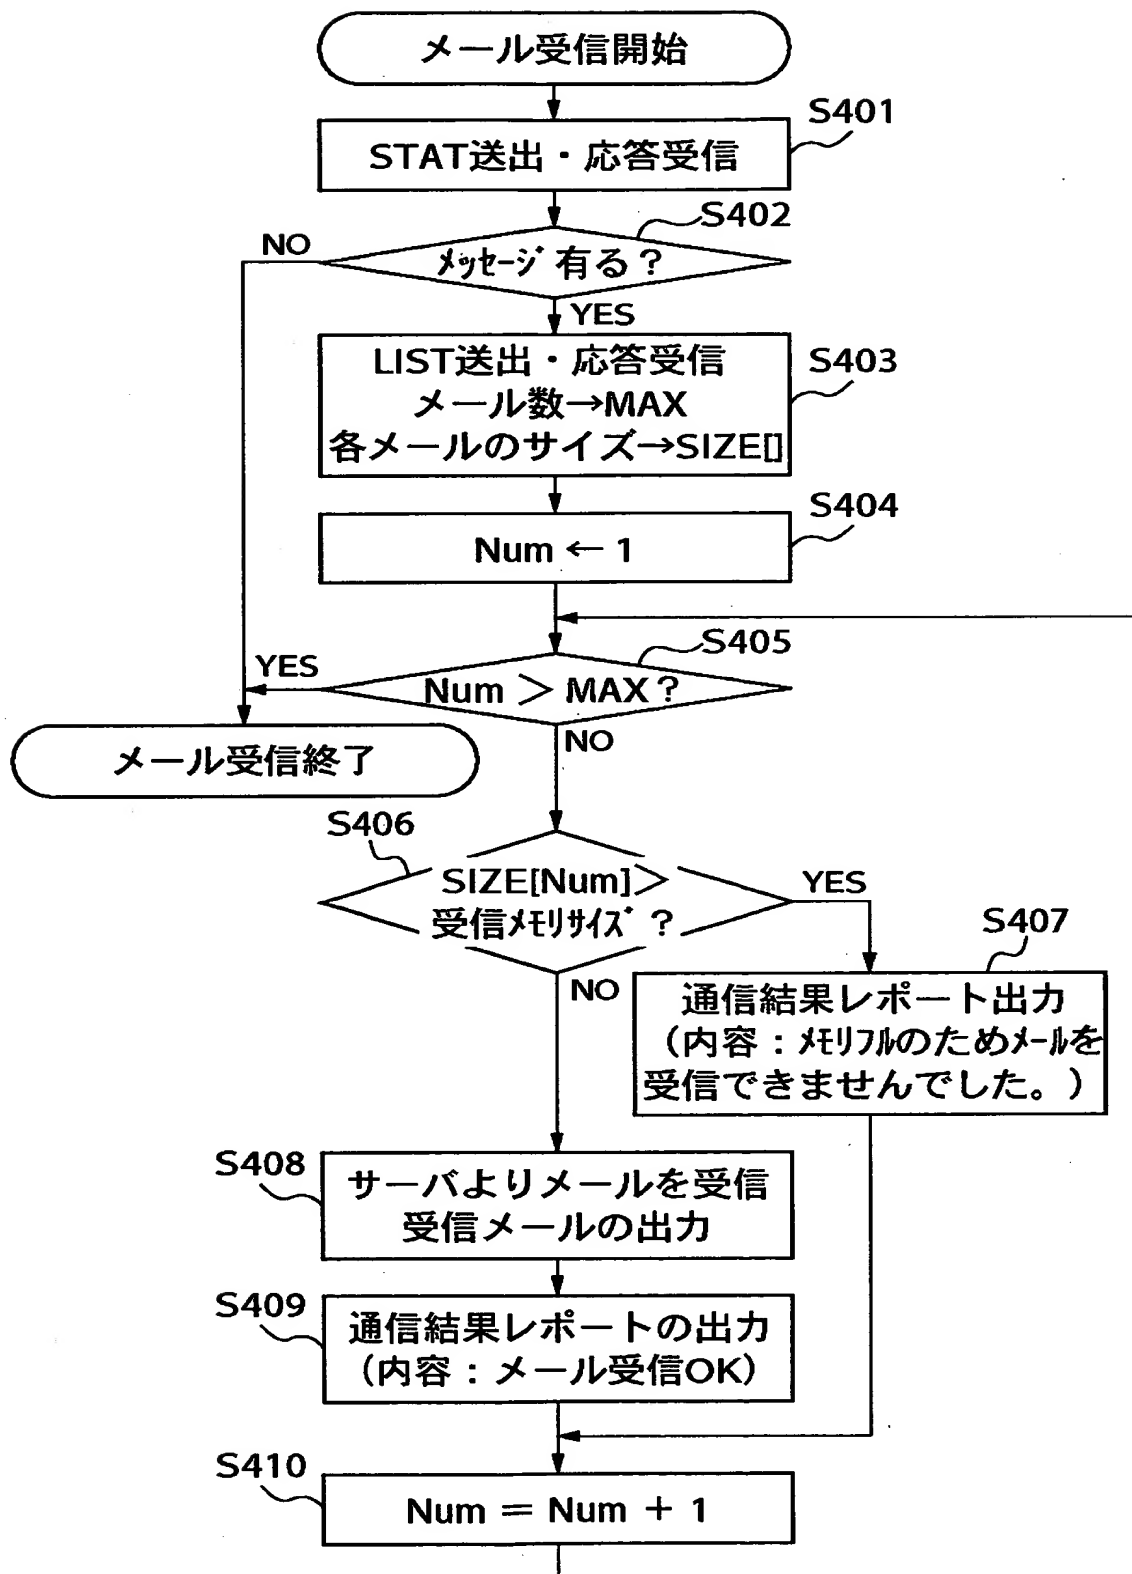 メール受信開始
S401
STAT送出・応答受信
S402
メッセージ有る？
NO
YES
S403
LIST送出・応答受信
メール数→MAX
各メールのサイズ→SIZE[]
S404
Num ← 1
S405
Num ＞ MAX？
YES
NO
メール受信終了
S406
SIZE[Num]＞
受信ﾒﾓﾘｻｲｽﾞ？
YES
NO
S407
通信結果レポート出力
（内容：ﾒﾓﾘﾌﾙのためﾒｰﾙを
受信できませんでした。）
S408
サーバよりメールを受信
受信メールの出力
S409
通信結果レポートの出力
（内容：メール受信OK）
S410
Num ＝ Num + 1